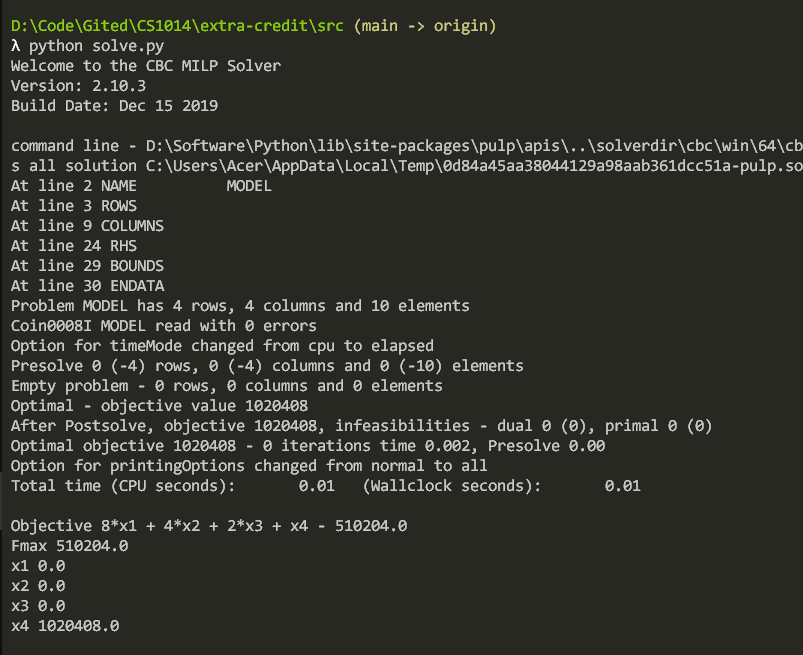 D:\Code\Gited\CS1014\extra-credit\src (main -> origin)
λ python solve.py
Welcome to the CBC MILP Solver
Version: 2.10.3
Build Date: Dec 15 2019
command line - D:\Software\Python\lib\site-packages\pulp\apis\..\solverdir\cbc\win\64\cb
s all solution C:\Users\Acer\AppData\Local\Temp\0d84a45aa38044129a98aab361dcc51a-pulp.so
At line 2 NAME          MODEL
At line 3 ROWS
At line 9 COLUMNS
At line 24 RHS
At line 29 BOUNDS
At line 30 ENDATA
Problem MODEL has 4 rows, 4 columns and 10 elements
Coin0008I MODEL read with 0 errors
Option for timeMode changed from cpu to elapsed
Presolve 0 (-4) rows, 0 (-4) columns and 0 (-10) elements
Empty problem - 0 rows, 0 columns and 0 elements
Optimal - objective value 1020408
After Postsolve, objective 1020408, infeasibilities - dual 0 (0), primal 0 (0)
Optimal objective 1020408 - 0 iterations time 0.002, Presolve 0.00
Option for printingOptions changed from normal to all
Total time (CPU seconds):       0.01   (Wallclock seconds):       0.01
Objective 8*x1 + 4*x2 + 2*x3 + x4 - 510204.0
Fmax 510204.0
x1 0.0
x2 0.0
x3 0.0
x4 1020408.0